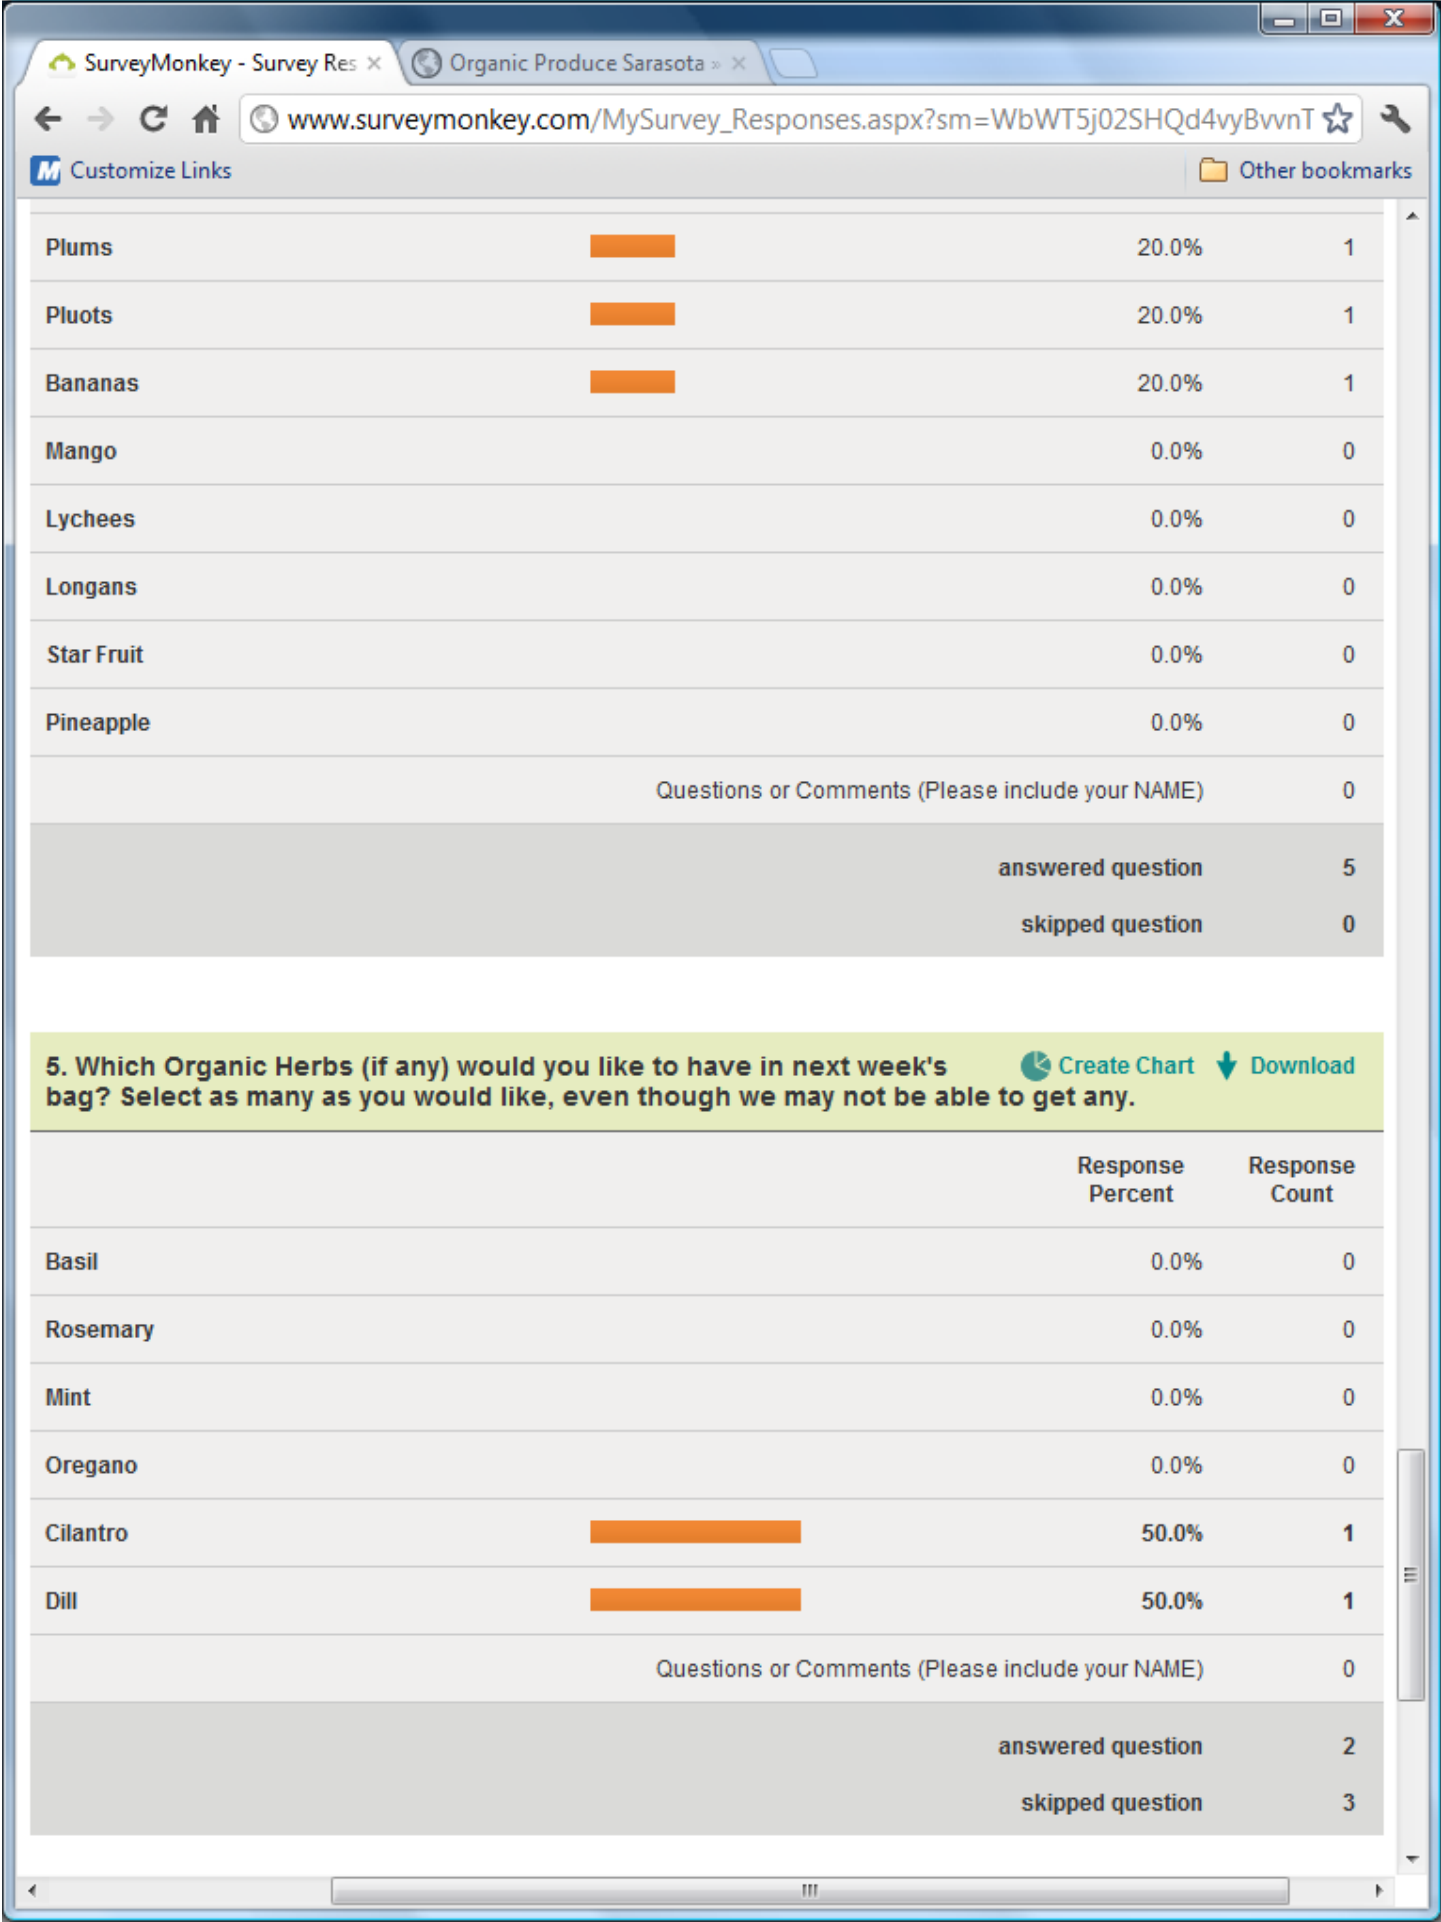 SurveyMonkey - Survey Res
Organic Produce Sarasota »
www.surveymonkey.com/MySurvey_Responses.aspx?sm=WbWT5j02SHQd4vyBvvnT
Customize Links
Other bookmarks
Plums 20.0% 1
Pluots 20.0% 1
Bananas 20.0% 1
Mango 0.0% 0
Lychees 0.0% 0
Longans 0.0% 0
Star Fruit 0.0% 0
Pineapple 0.0% 0
Questions or Comments (Please include your NAME) 0
answered question 5
skipped question 0
5. Which Organic Herbs (if any) would you like to have in next week's
bag? Select as many as you would like, even though we may not be able to get any.
Create Chart Download
Response Response
Percent Count
Basil 0.0% 0
Rosemary 0.0% 0
Mint 0.0% 0
Oregano 0.0% 0
Cilantro 50.0% 1
Dill 50.0% 1
Questions or Comments (Please include your NAME) 0
answered question 2
skipped question 3